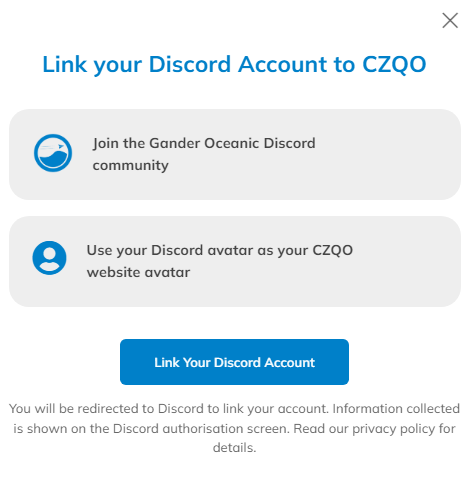 Link your Discord Account to CZQO
Join the Gander Oceanic Discord
community
Use your Discord avatar as your CZQO
website avatar
Link Your Discord Account
You will be redirected to Discord to link your account. Information collected
is shown on the Discord authorisation screen. Read our privacy policy for
details.